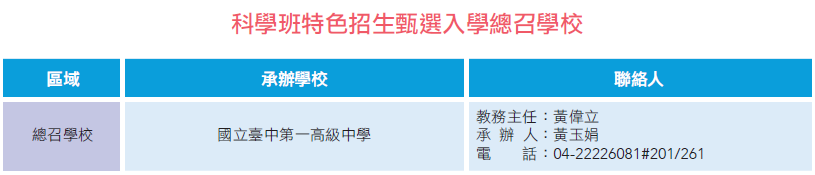 科學班特色招生甄選入學總召學校
區域 承辦學校 聯絡人
總召學校 國立臺中第一高級中學
教務主任：黃偉立
承 辦 人：黃玉娟
電 話：04-22226081#201/261